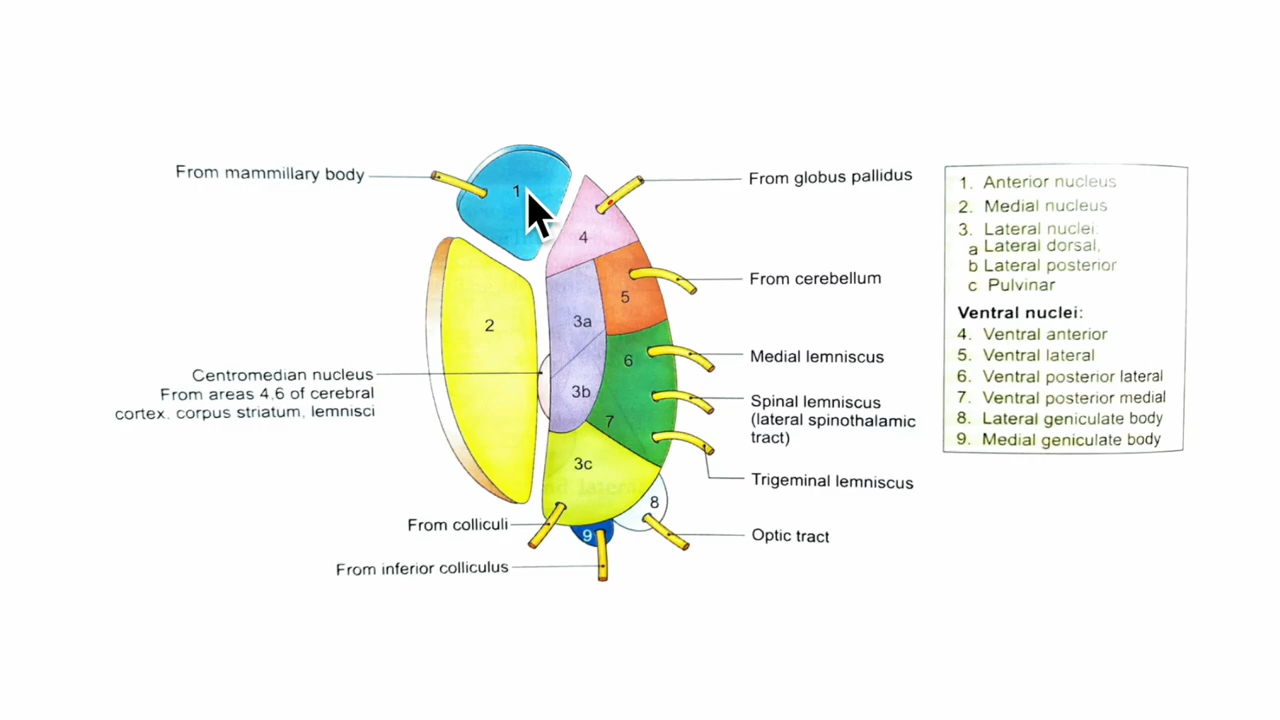 From mammillary body
From globus pallidus
1
4
From cerebellum
5
2
3a
6
Medial lemniscus
Centromedian nucleus
From areas 4,6 of cerebral
cortex, corpus striatum, lemnisci
3b
Spinal lemniscus
(lateral spinothalamic
tract)
7
3c
Trigeminal lemniscus
8
From colliculi
9
Optic tract
From inferior colliculus
1. Anterior nucleus
2. Medial nucleus
3. Lateral nuclei:
a Lateral dorsal,
b Lateral posterior
c Pulvinar
Ventral nuclei:
4. Ventral anterior
5. Ventral lateral
6. Ventral posterior lateral
7. Ventral posterior medial
8. Lateral geniculate body
9. Medial geniculate body